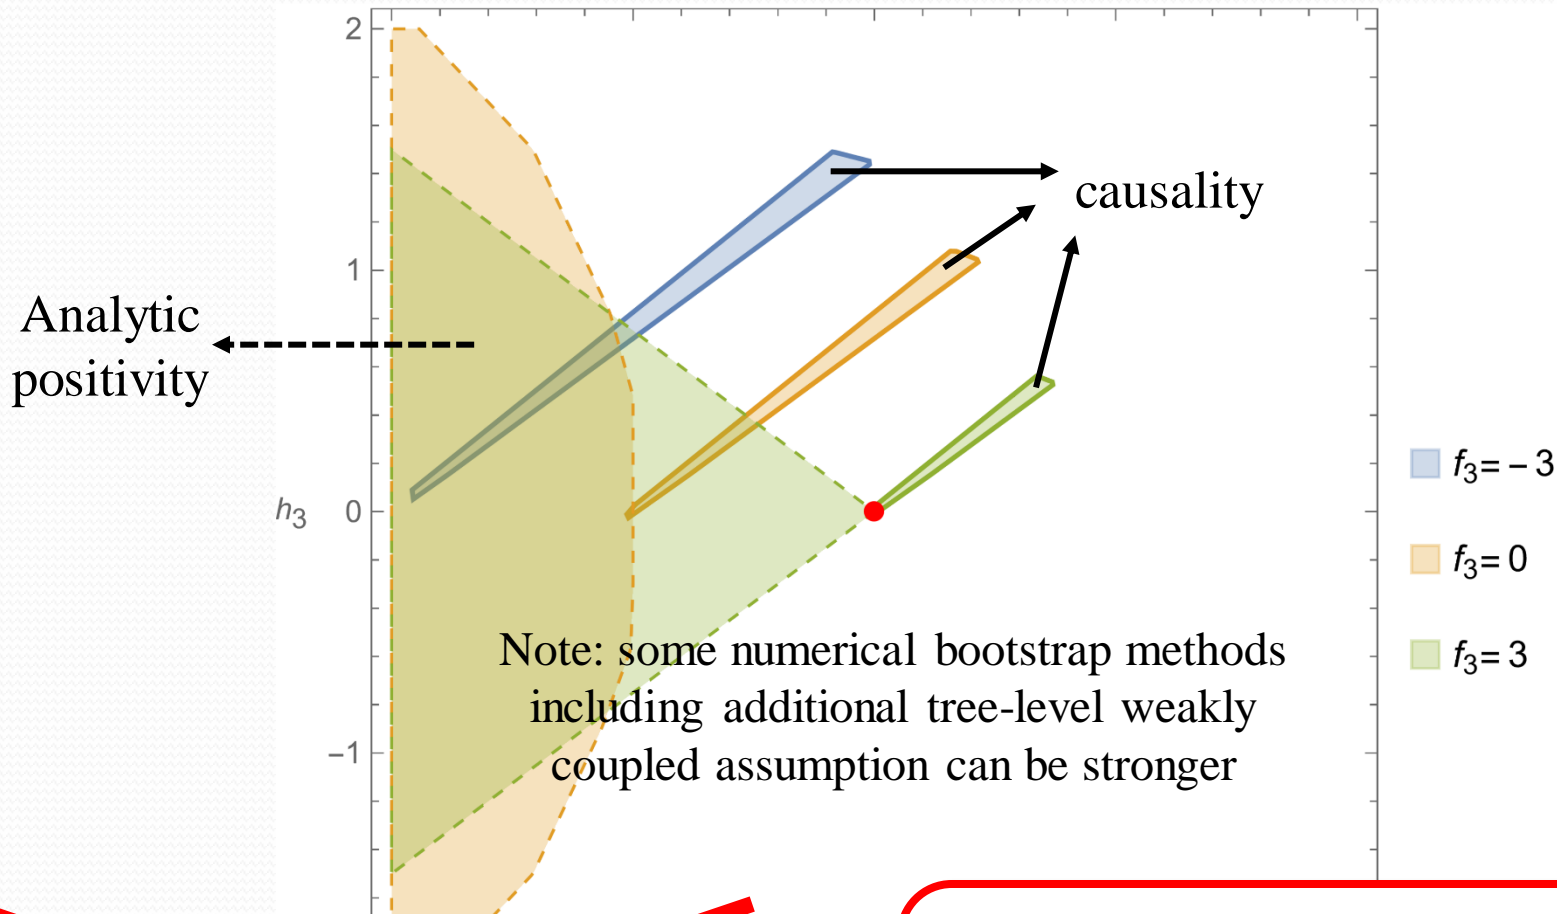 2
causality
1
Analytic
positivity
f₃= – 3
h₃
0
f₃= 0
Note: some numerical bootstrap methods
including additional tree-level weakly
coupled assumption can be stronger
f₃= 3
–1